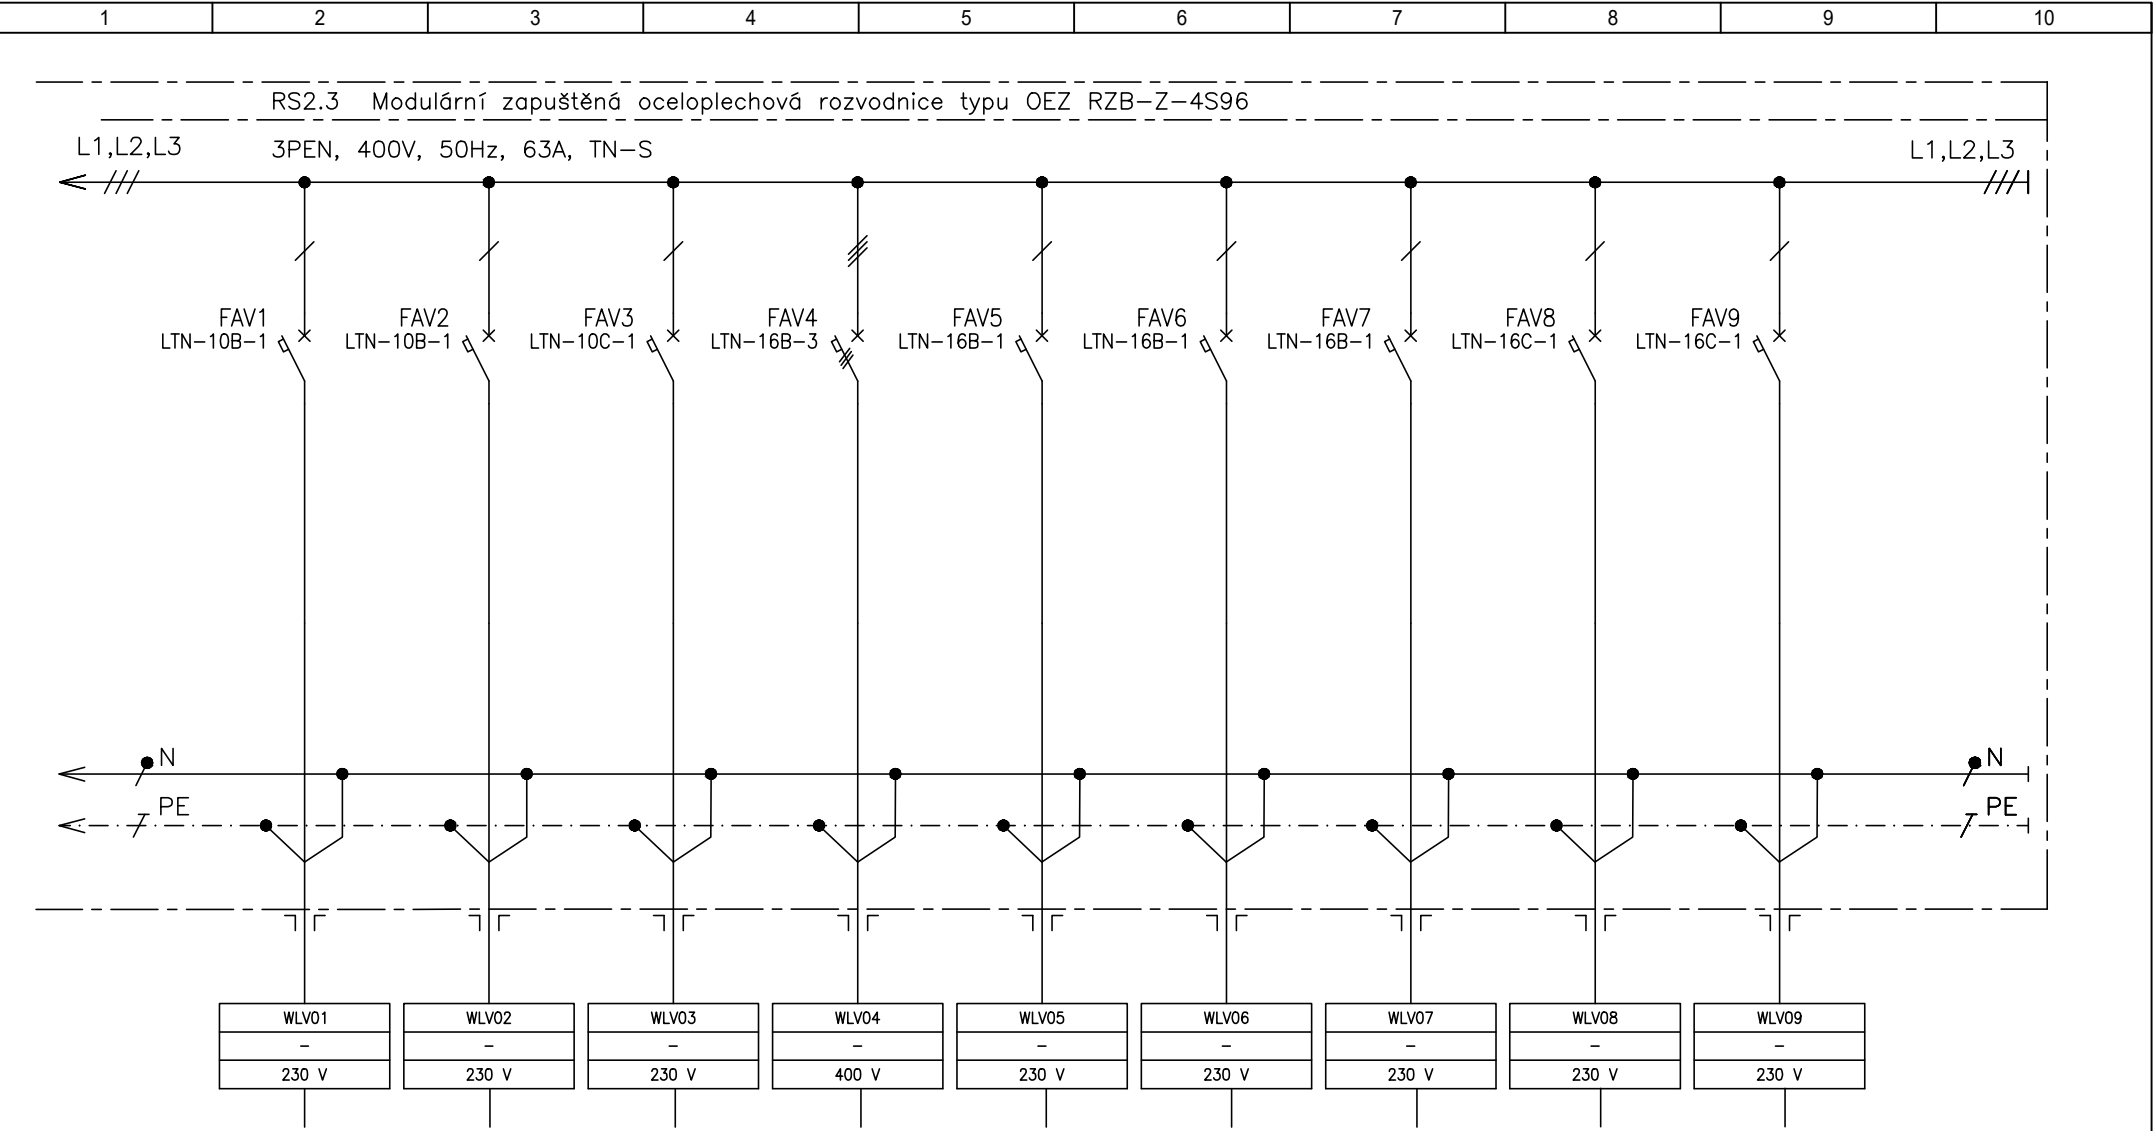 1 2 3 4 5 6 7 8 9 10
RS2.3 Modulární zapuštěná oceloplechová rozvodnice typu OEZ RZB-Z-4S96
L1,L2,L3 3PEN, 400V, 50Hz, 63A, TN-S L1,L2,L3
FAV1 FAV2 FAV3 FAV4 FAV5 FAV6 FAV7 FAV8 FAV9
LTN-10B-1 LTN-10B-1 LTN-10C-1 LTN-16B-3 LTN-16B-1 LTN-16B-1 LTN-16B-1 LTN-16C-1 LTN-16C-1
N N
PE PE
WLV01 WLV02 WLV03 WLV04 WLV05 WLV06 WLV07 WLV08 WLV09
- - - - - - - - -
230 V 230 V 230 V 400 V 230 V 230 V 230 V 230 V 230 V